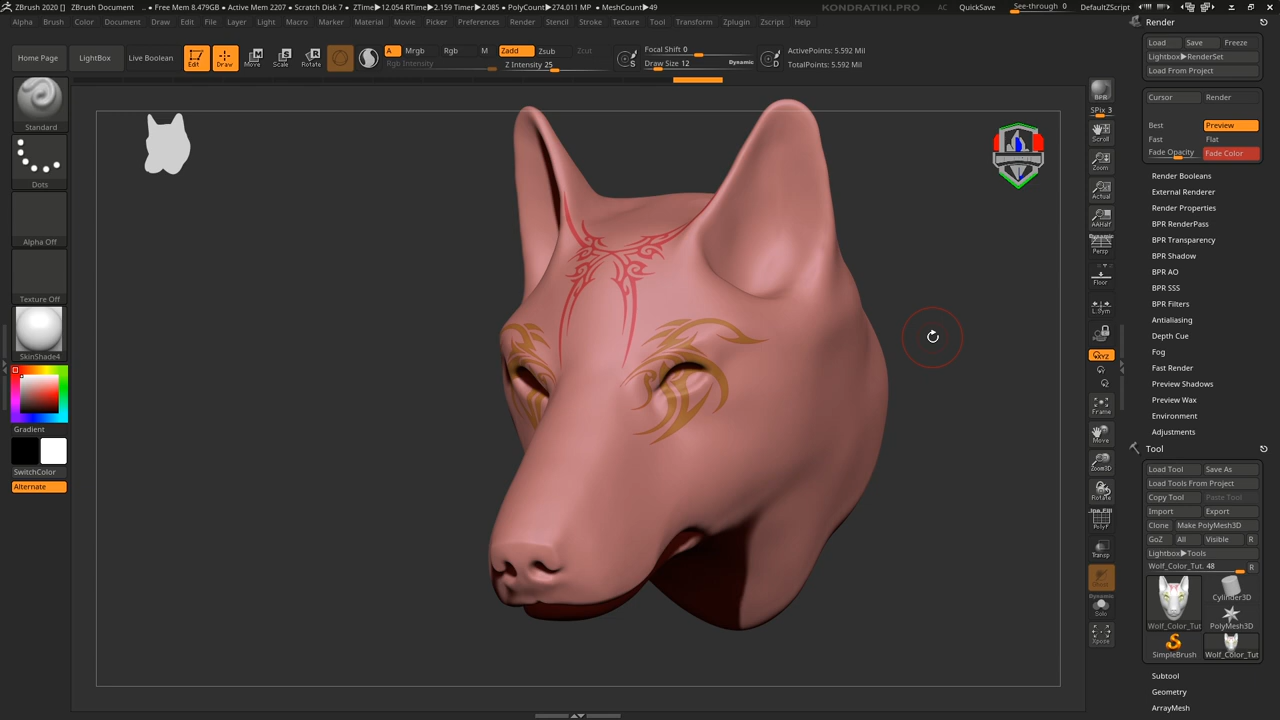 ZBrush 2020 [] ZBrush Document .. ● Free Mem 8.479GB ● Active Mem 2207 ● Scratch Disk 7 ● ZTime▶12.054 RTime▶2.159 Timer▶2.085 ● PolyCount▶274.011 MP ● MeshCount▶49 KONDRATIKI.PRO AC QuickSave See-through 0 DefaultZScript
Alpha Brush Color Document Draw Edit File Layer Light Macro Marker Material Movie Picker Preferences Render Stencil Stroke Texture Tool Transform Zplugin Zscript Help
Home Page LightBox Live Boolean Edit Draw Move Scale Rotate
A Mrgb Rgb M Zadd Zsub Zcut
Rgb Intensity Z Intensity 25
S Focal Shift 0
Draw Size 12 Dynamic D
ActivePoints: 5.592 Mil
TotalPoints: 5.592 Mil
Standard
Dots
Alpha Off
Texture Off
SkinShade4
Gradient
SwitchColor
Alternate
BPR
SPix 3
Scroll
Zoom
Actual
AAHalf
Dynamic
Persp
Floor
L.Sym
XYZ
Frame
Move
Zoom3D
Rotate
PolyF
Transp
Dynamic
Solo
Xpose
Render
Load Save Freeze
Lightbox▶RenderSet
Load From Project
Cursor Render
Best Preview
Fast Flat
Fade Opacity Fade Color
Render Booleans
External Renderer
Render Properties
BPR RenderPass
BPR Transparency
BPR Shadow
BPR AO
BPR SSS
BPR Filters
Antialiasing
Depth Cue
Fog
Fast Render
Preview Shadows
Preview Wax
Environment
Adjustments
Tool
Load Tool Save As
Load Tools From Project
Copy Tool Paste Tool
Import Export
Clone Make PolyMesh3D
GoZ All Visible R
Lightbox▶Tools
Wolf_Color_Tut. 48 R
Wolf_Color_Tut Cylinder3D
PolyMesh3D
SimpleBrush Wolf_Color_Tut
Subtool
Geometry
ArrayMesh